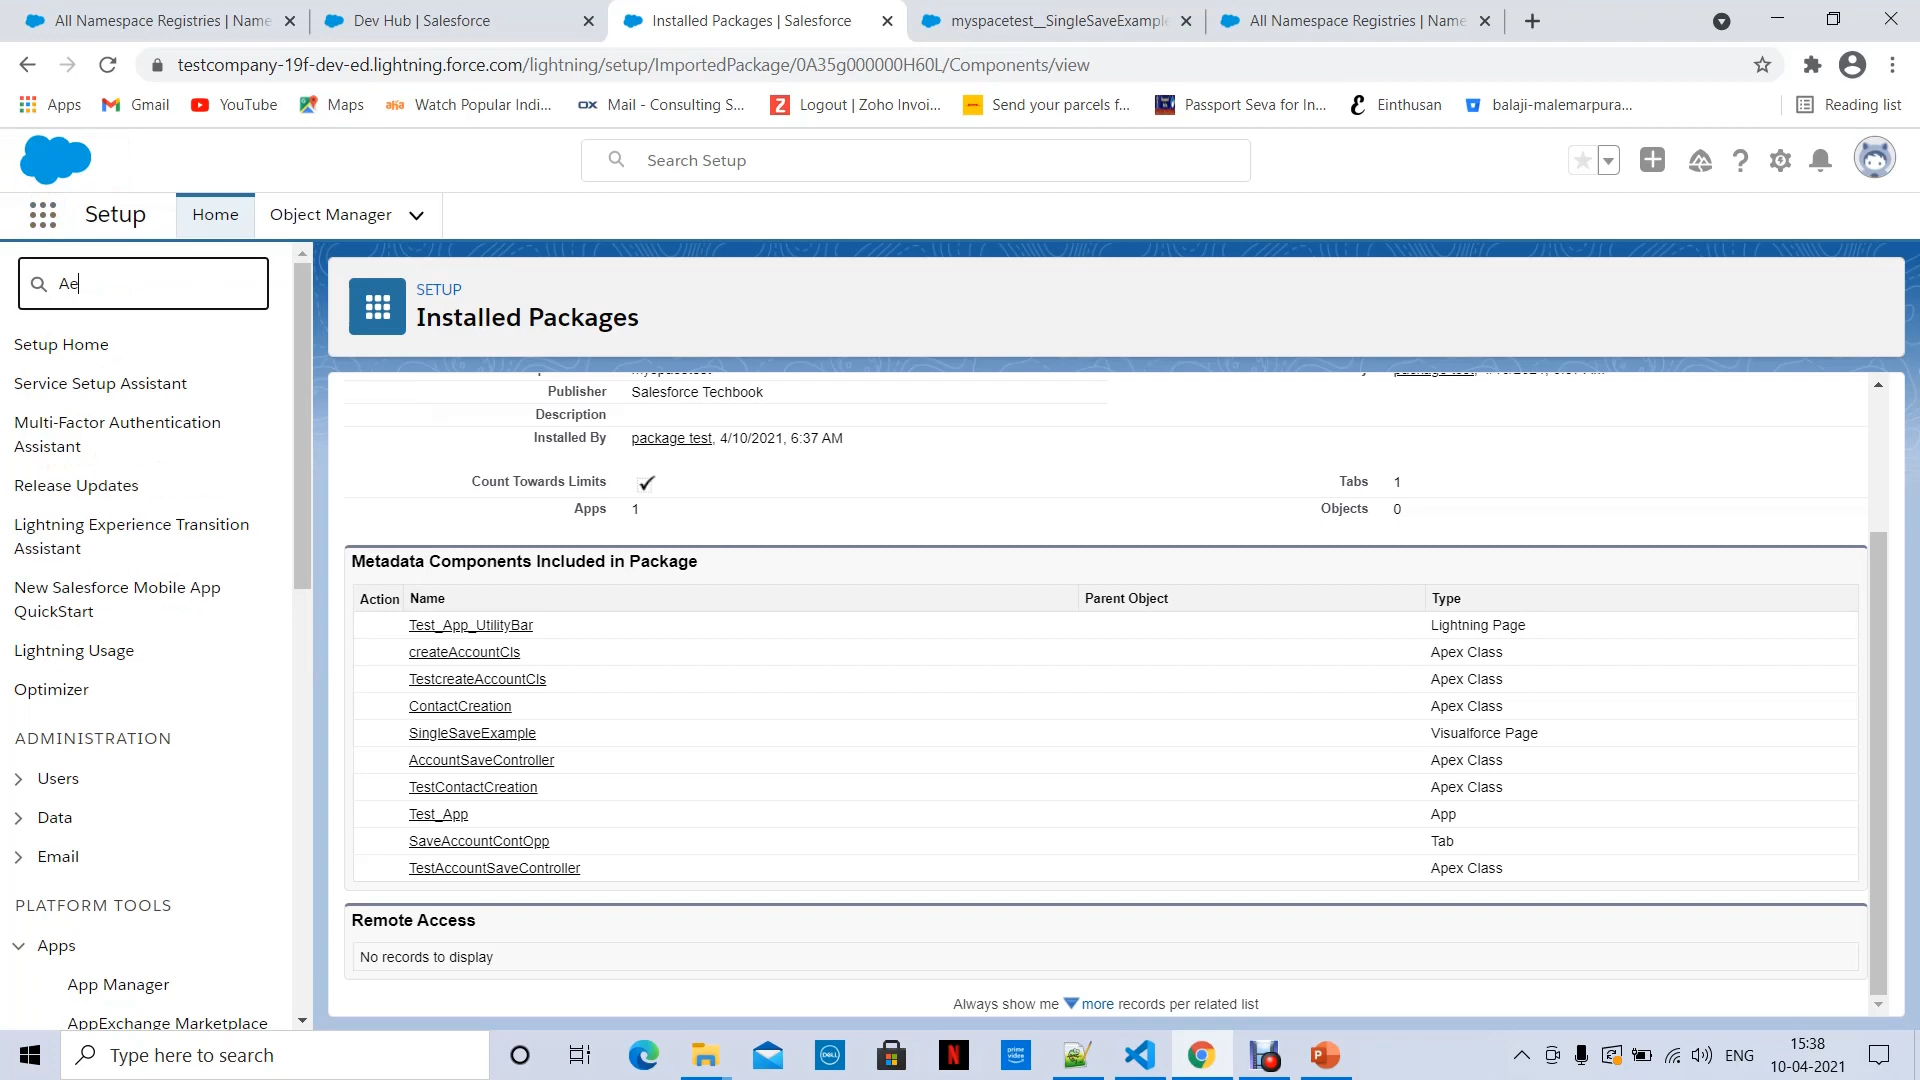 All Namespace Registries | Name
Dev Hub | Salesforce
Installed Packages | Salesforce
myspacetest__SingleSaveExample
All Namespace Registries | Name
testcompany-19f-dev-ed.lightning.force.com/lightning/setup/ImportedPackage/0A35g000000H60L/Components/view
Apps
Gmail
YouTube
Maps
Watch Popular Indi...
Mail - Consulting S...
Logout | Zoho Invoi...
Send your parcels f...
Passport Seva for In...
Einthusan
balaji-malemarpura...
Reading list
Search Setup
Setup
Home
Object Manager
Ae
Setup Home
Service Setup Assistant
Multi-Factor Authentication
Assistant
Release Updates
Lightning Experience Transition
Assistant
New Salesforce Mobile App
QuickStart
Lightning Usage
Optimizer
ADMINISTRATION
Users
Data
Email
PLATFORM TOOLS
Apps
App Manager
AppExchange Marketplace
SETUP
Installed Packages
Publisher Salesforce Techbook
Description
Installed By package test, 4/10/2021, 6:37 AM
Count Towards Limits Tabs 1
Apps 1 Objects 0
Metadata Components Included in Package
Action Name Parent Object Type
Test_App_UtilityBar Lightning Page
createAccountCls Apex Class
TestcreateAccountCls Apex Class
ContactCreation Apex Class
SingleSaveExample Visualforce Page
AccountSaveController Apex Class
TestContactCreation Apex Class
Test_App App
SaveAccountContOpp Tab
TestAccountSaveController Apex Class
Remote Access
No records to display
Always show me more records per related list
Type here to search
ENG
15:38
10-04-2021